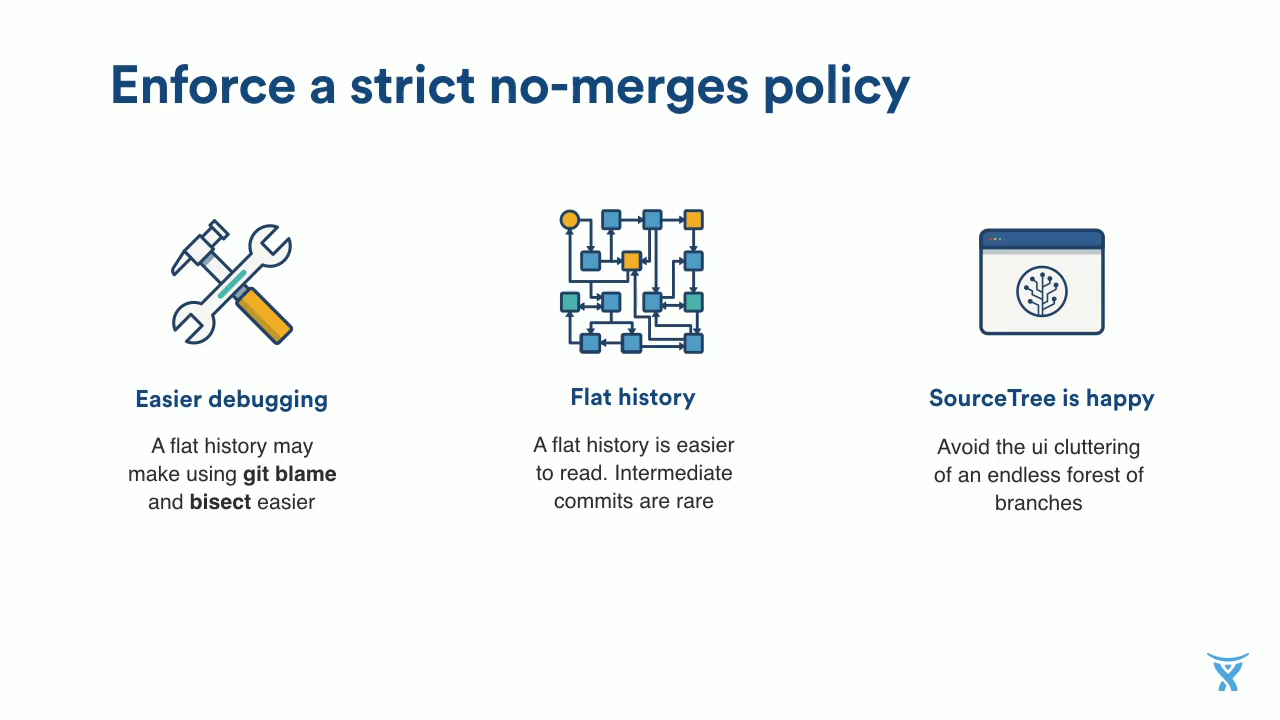 Enforce a strict no-merges policy
Easier debugging
A flat history may
make using git blame
and bisect easier
Flat history
A flat history is easier
to read. Intermediate
commits are rare
SourceTree is happy
Avoid the ui cluttering
of an endless forest of
branches